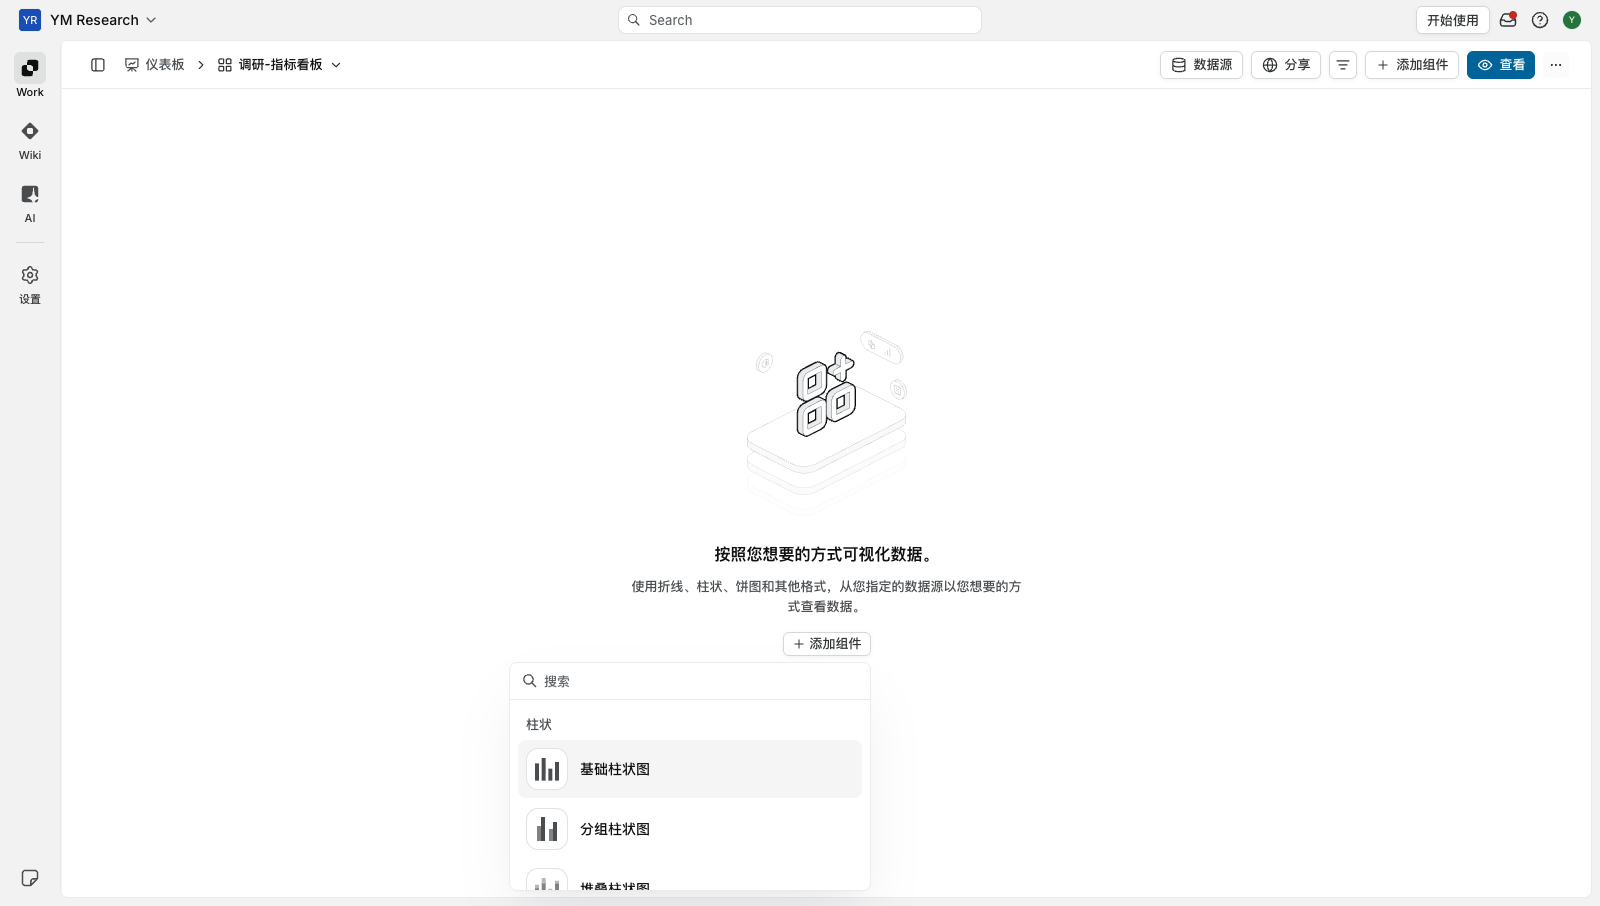 YR YM Research
Search
开始使用
Y
Work
Wiki
AI
设置
仪表板
调研-指标看板
数据源
分享
添加组件
查看
按照您想要的方式可视化数据。
使用折线、柱状、饼图和其他格式，从您指定的数据源以您想要的方
式查看数据。
添加组件
搜索
柱状
基础柱状图
分组柱状图
堆叠柱状图